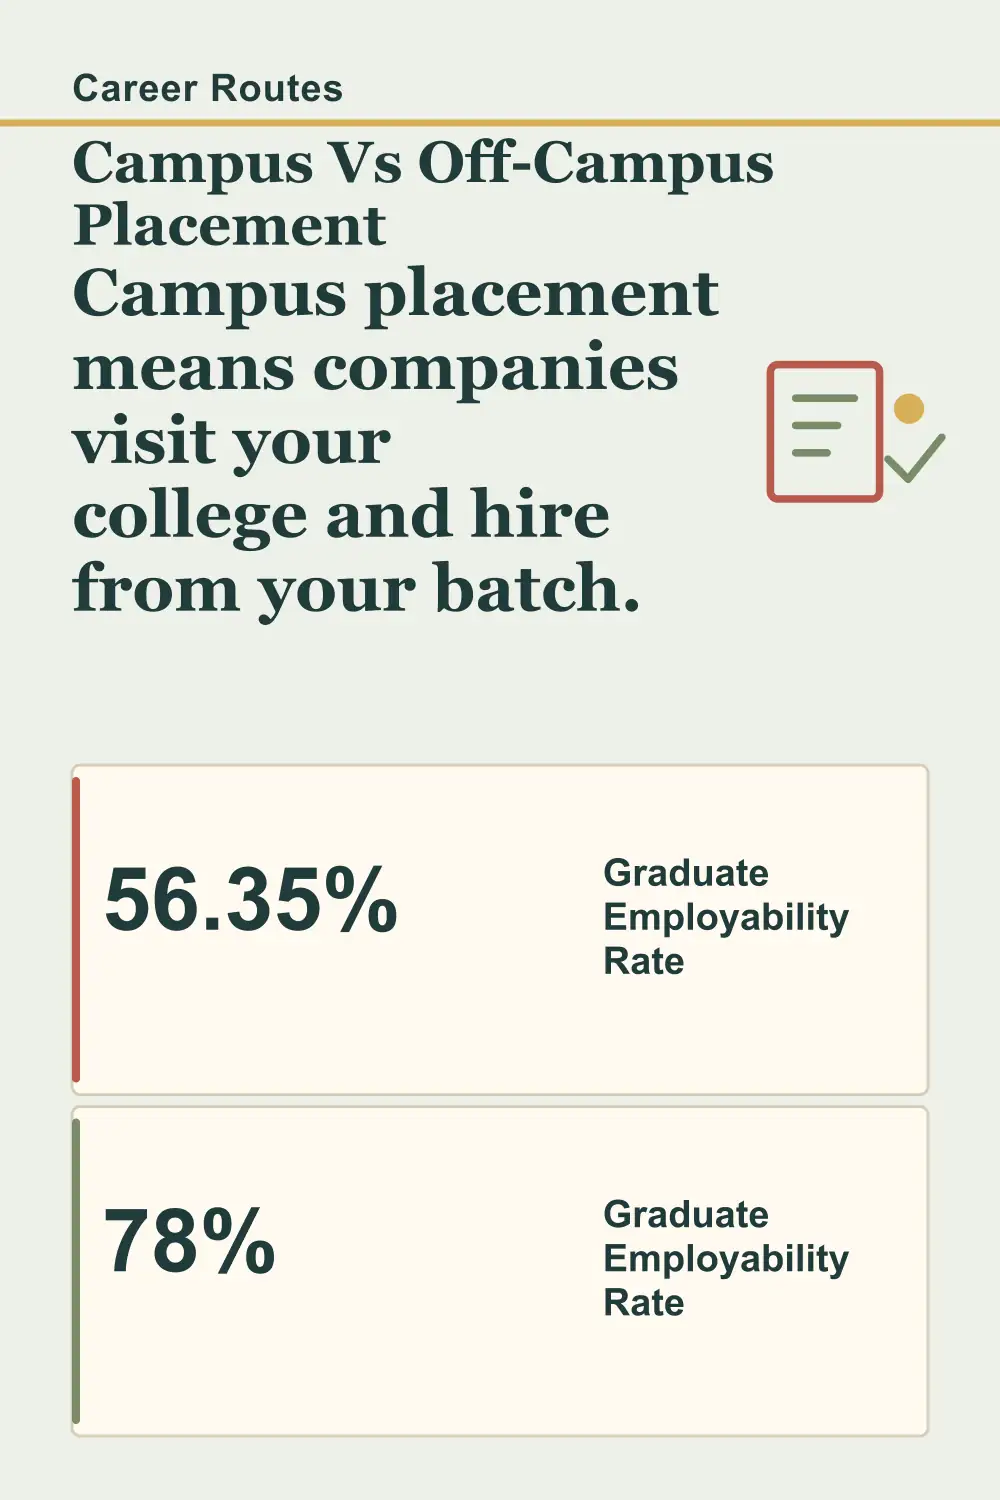 Career Routes
Campus Vs Off-Campus
Placement
Campus placement
means companies
visit your
college and hire
from your batch.
56.35%
Graduate
Employability
Rate
78%
Graduate
Employability
Rate